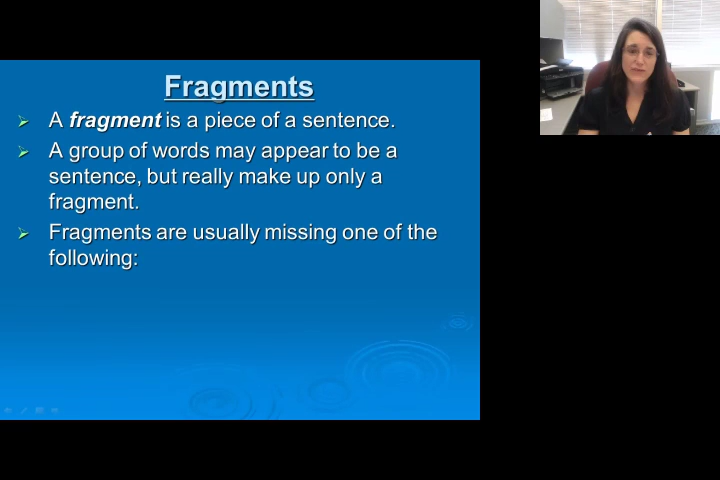 Fragments
A fragment is a piece of a sentence.
A group of words may appear to be a
sentence, but really make up only a
fragment.
Fragments are usually missing one of the
following: